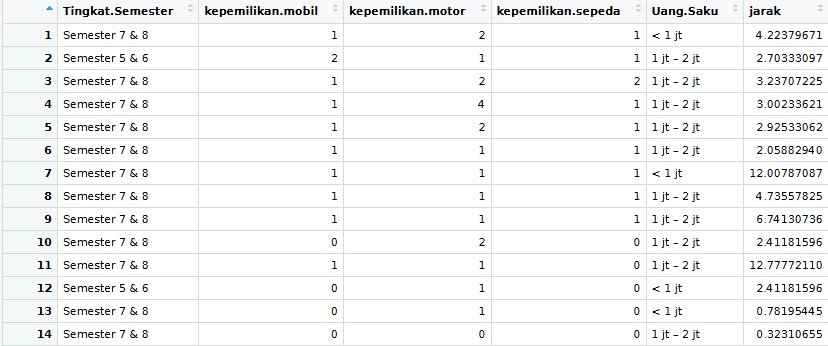 Tingkat.Semester kepemilikan.mobil kepemilikan.motor kepemilikan.sepeda Uang.Saku jarak
1 Semester 7 & 8 1 2 1 < 1 jt 4.22379671
2 Semester 5 & 6 2 1 1 1 jt – 2 jt 2.70333097
3 Semester 7 & 8 1 2 2 1 jt – 2 jt 3.23707225
4 Semester 7 & 8 1 4 1 1 jt – 2 jt 3.00233621
5 Semester 7 & 8 1 2 1 1 jt – 2 jt 2.92533062
6 Semester 7 & 8 1 1 1 1 jt – 2 jt 2.05882940
7 Semester 7 & 8 1 1 1 < 1 jt 12.00787087
8 Semester 7 & 8 1 1 1 1 jt – 2 jt 4.73557825
9 Semester 7 & 8 1 1 1 1 jt – 2 jt 6.74130736
10 Semester 7 & 8 0 2 0 1 jt – 2 jt 2.41181596
11 Semester 7 & 8 1 1 0 1 jt – 2 jt 12.77772110
12 Semester 5 & 6 0 1 0 < 1 jt 2.41181596
13 Semester 7 & 8 0 1 0 < 1 jt 0.78195445
14 Semester 7 & 8 0 0 0 1 jt – 2 jt 0.32310655